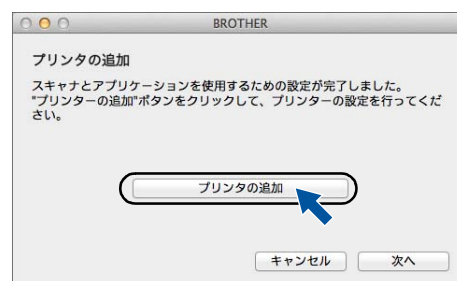 BROTHER
プリンタの追加
スキャナとアプリケーションを使用するための設定が完了しました。
"プリンターの追加"ボタンをクリックして、プリンターの設定を行ってくだ
さい。
プリンタの追加
キャンセル 次へ